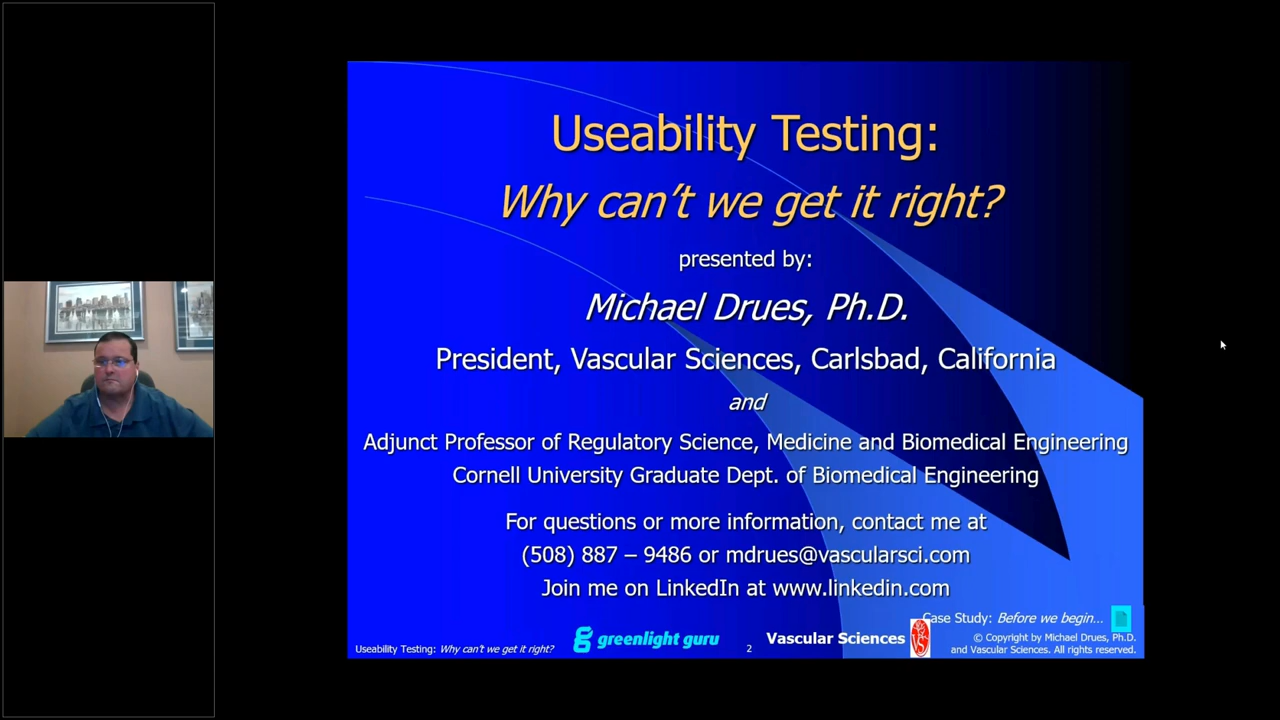 Useability Testing:
Why can't we get it right?
presented by:
Michael Drues, Ph.D.
President, Vascular Sciences, Carlsbad, California
and
Adjunct Professor of Regulatory Science, Medicine and Biomedical Engineering
Cornell University Graduate Dept. of Biomedical Engineering
For questions or more information, contact me at
(508) 887 – 9486 or mdrues@vascularsci.com
Join me on LinkedIn at www.linkedin.com
Case Study: Before we begin...
Useability Testing: Why can't we get it right?
greenlight guru
2
Vascular Sciences
© Copyright by Michael Drues, Ph.D.
and Vascular Sciences. All rights reserved.